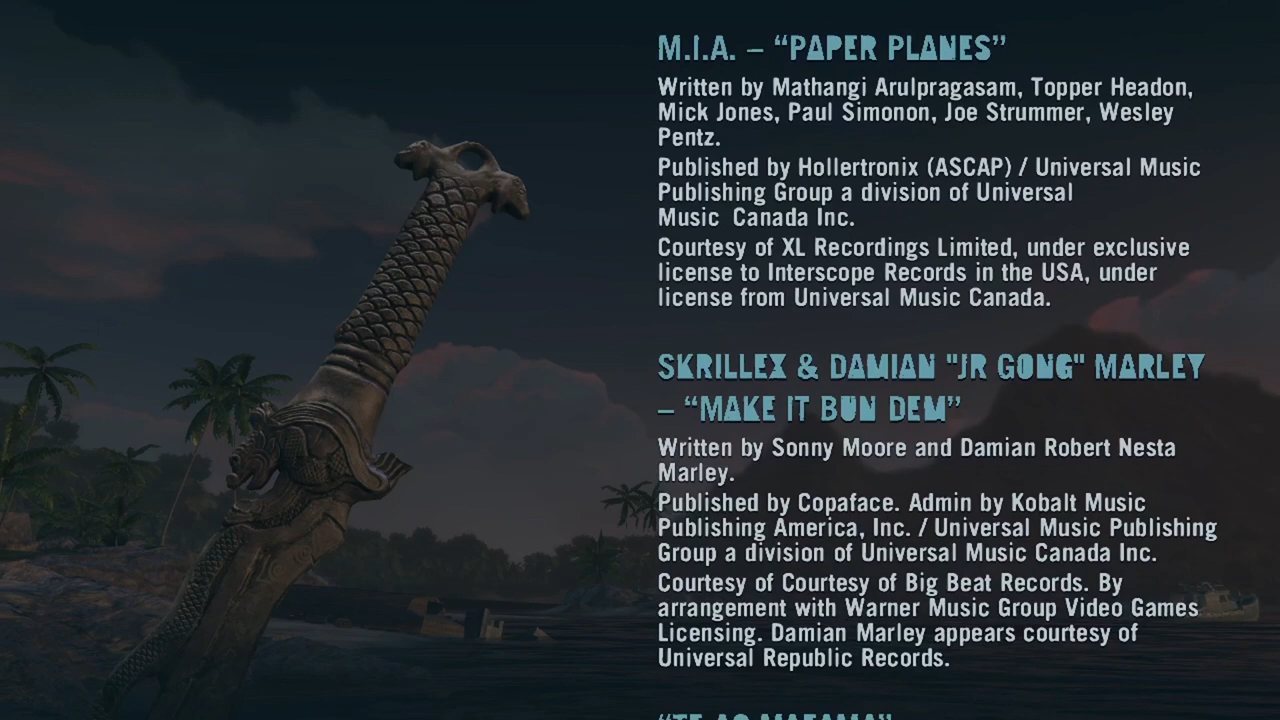 M.I.A. – “PAPER PLANES”
Written by Mathangi Arulpragasam, Topper Headon,
Mick Jones, Paul Simonon, Joe Strummer, Wesley
Pentz.
Published by Hollertronix (ASCAP) / Universal Music
Publishing Group a division of Universal
Music  Canada Inc.
Courtesy of XL Recordings Limited, under exclusive
license to Interscope Records in the USA, under
license from Universal Music Canada.
SKRILLEX & DAMIAN "JR GONG" MARLEY
– “MAKE IT BUN DEM”
Written by Sonny Moore and Damian Robert Nesta
Marley.
Published by Copaface. Admin by Kobalt Music
Publishing America, Inc. / Universal Music Publishing
Group a division of Universal Music Canada Inc.
Courtesy of Courtesy of Big Beat Records. By
arrangement with Warner Music Group Video Games
Licensing. Damian Marley appears courtesy of
Universal Republic Records.